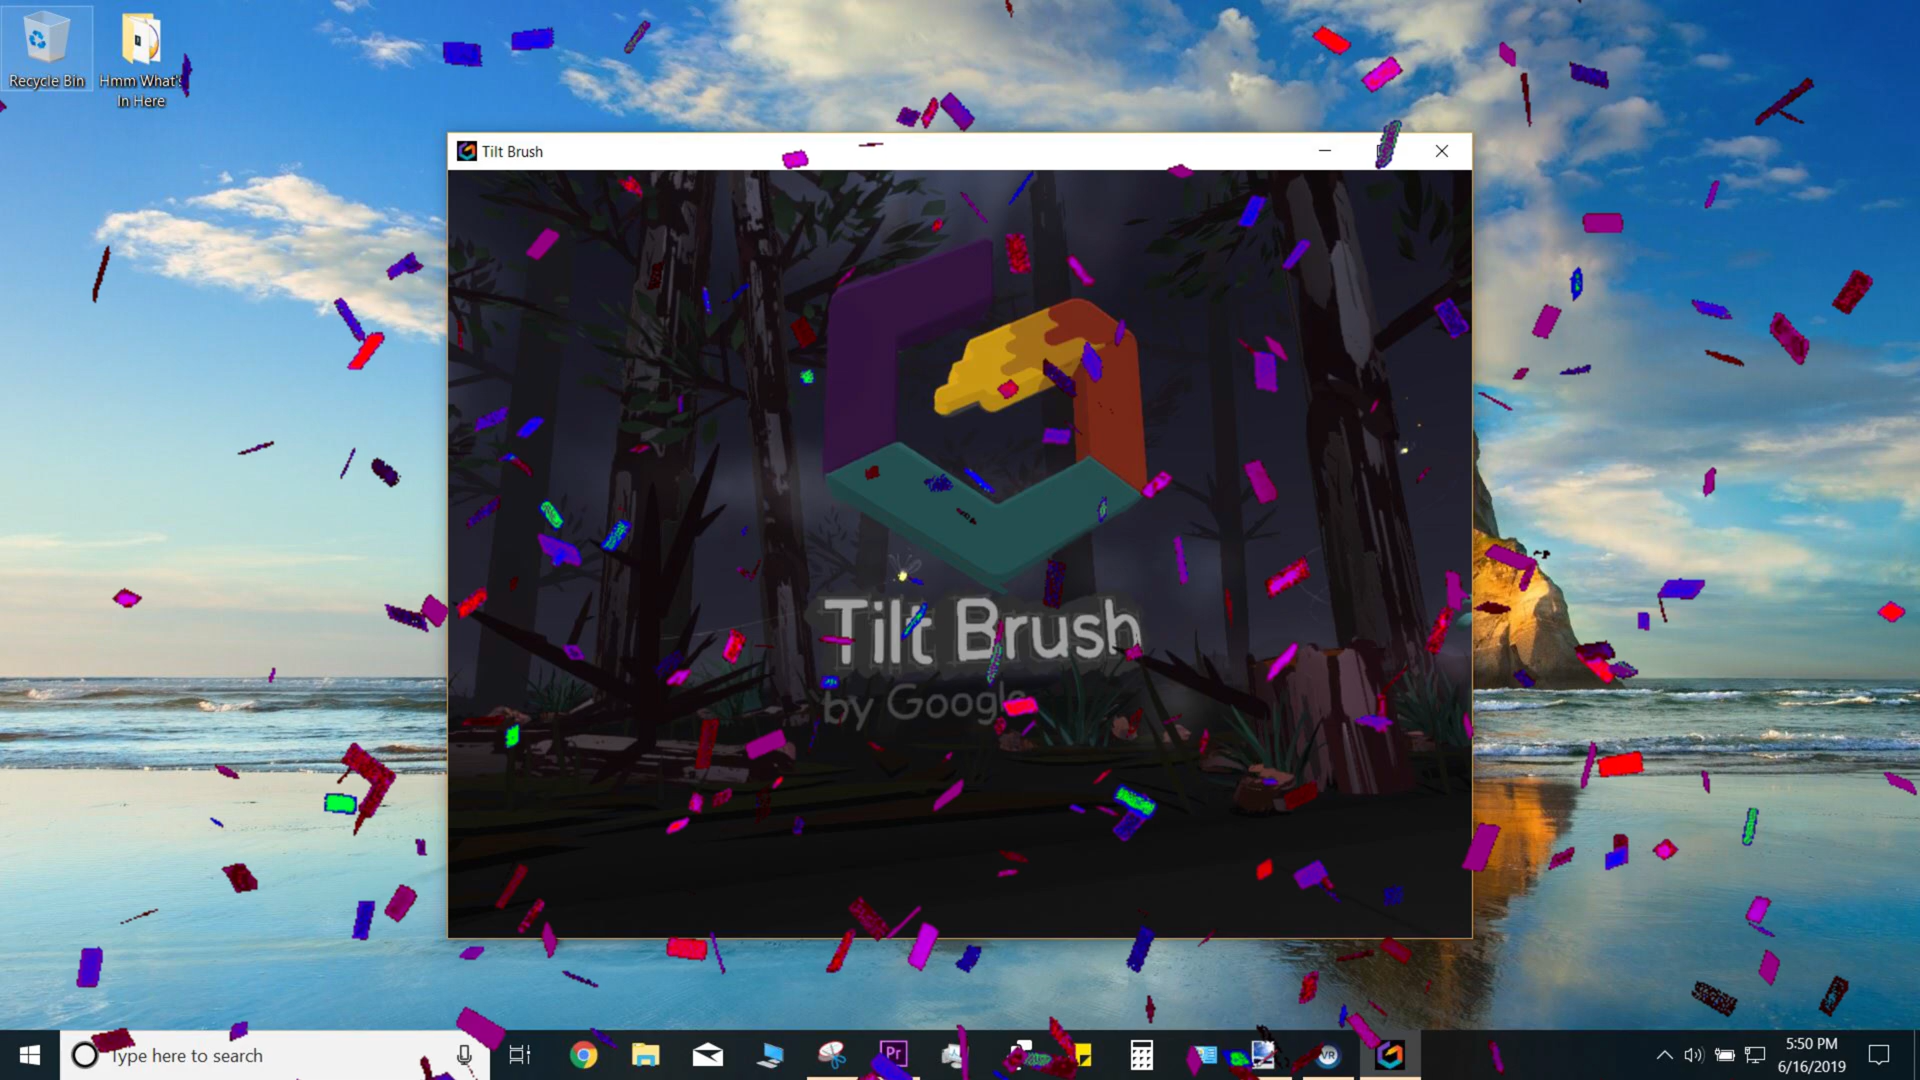 Recycle Bin
Hmm What's
In Here
Tilt Brush
Tilt Brush
by Google
Type here to search
Pr
VR
5:50 PM
6/16/2019